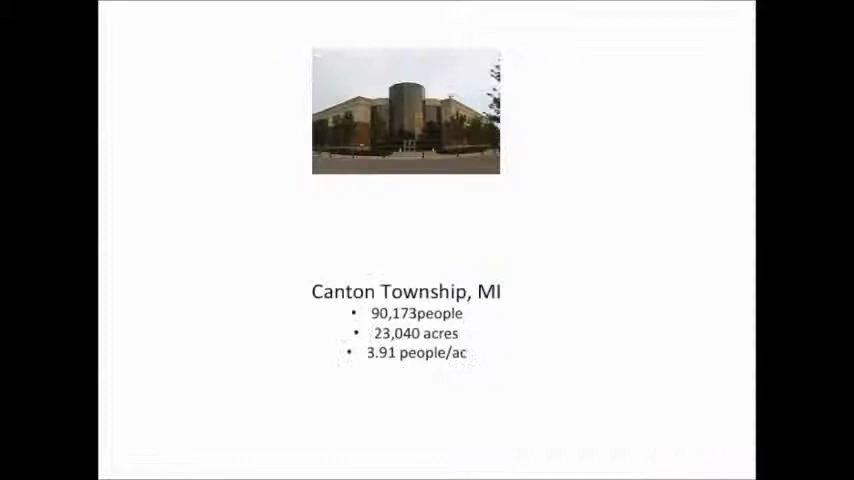 Canton Township, MI
• 90,173people
• 23,040 acres
• 3.91 people/ac